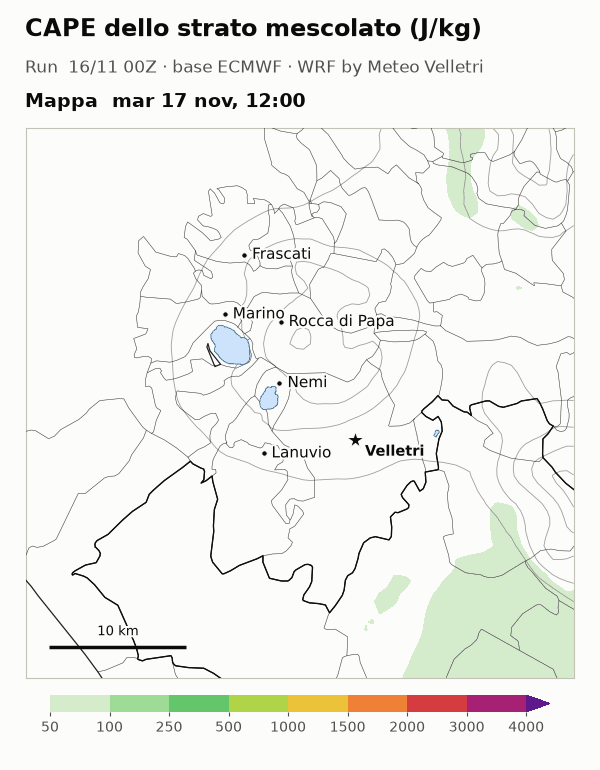 CAPE dello strato mescolato (J/kg)
Run  16/11 00Z · base ECMWF · WRF by Meteo Velletri
Mappa  mar 17 nov, 12:00
Frascati
Marino
Rocca di Papa
Nemi
Velletri
Lanuvio
10 km
50 100 250 500 1000 1500 2000 3000 4000